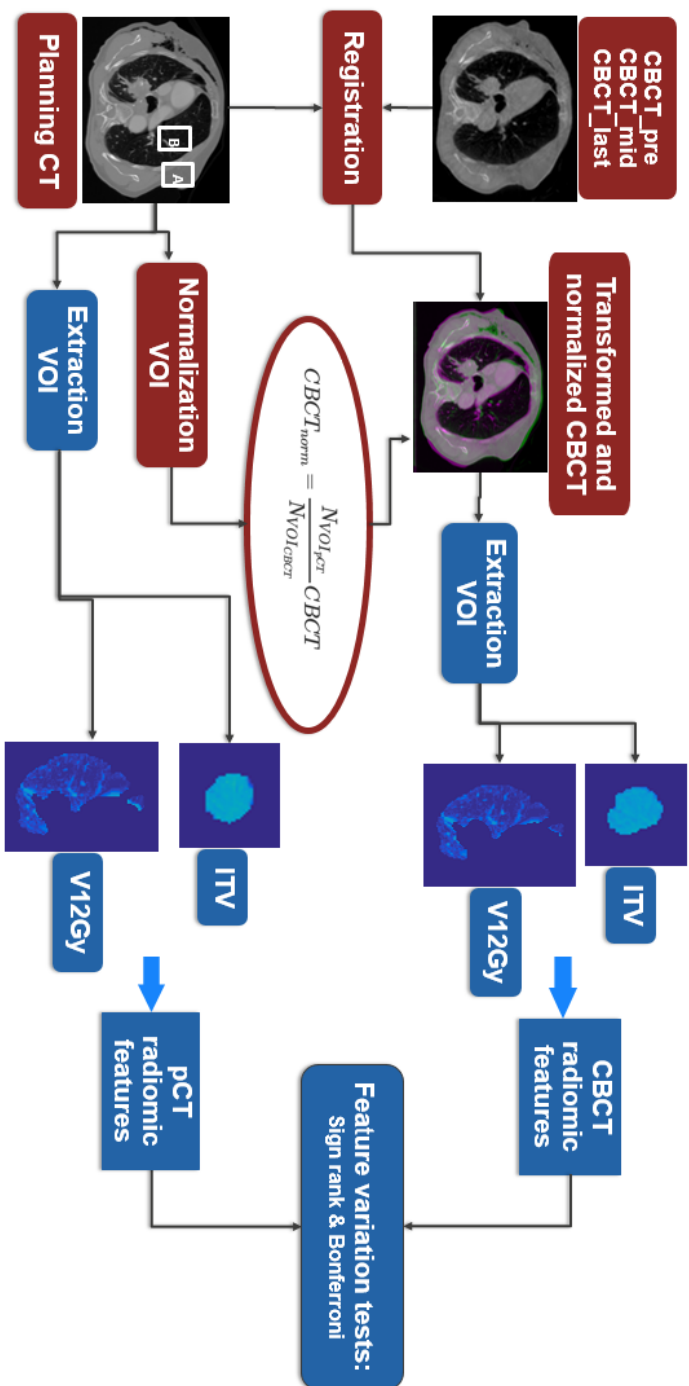 CBCT_pre
CBCT_mid
CBCT_last
Registration
Planning CT
B
A
Transformed and
normalized CBCT
Normalization
VOI
Extraction
VOI
CBCT_norm = N_VOI_pCT / N_VOI_CBCT CBCT
Extraction
VOI
ITV
V12Gy
ITV
V12Gy
CBCT
radiomic
features
pCT
radiomic
features
Feature variation tests:
Sign rank & Bonferroni